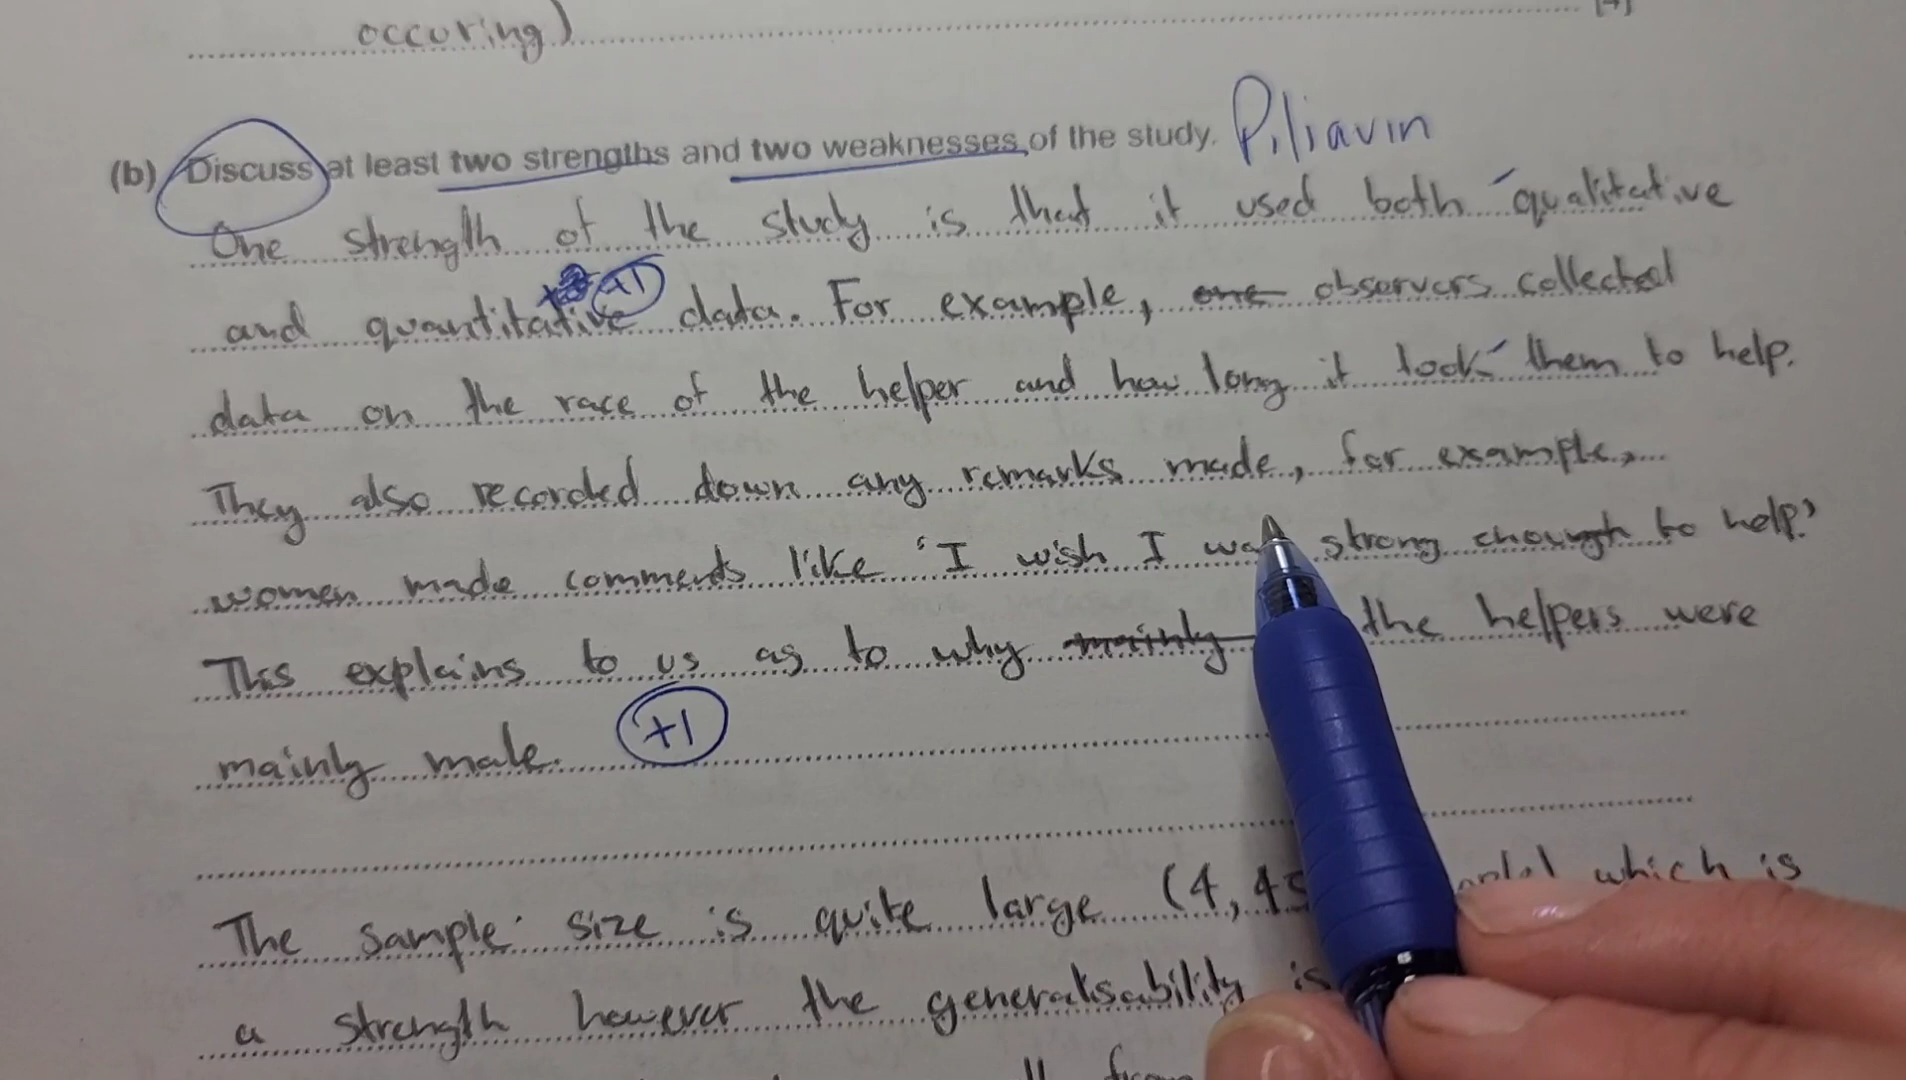 occuring)
(b) Discuss at least two strengths and two weaknesses of the study. Piliavin
One strength of the study is that it used both qualitative
and quantitative +1 data. For example, one observers collected
data on the race of the helper and how long it took them to help.
They also recorded down any remarks made, for example,
women made comments like 'I wish I was strong enough to help'
This explains to us as to why mainly the helpers were
mainly male. +1
The sample size is quite large (4,45 which is
a strength however the generalsability is